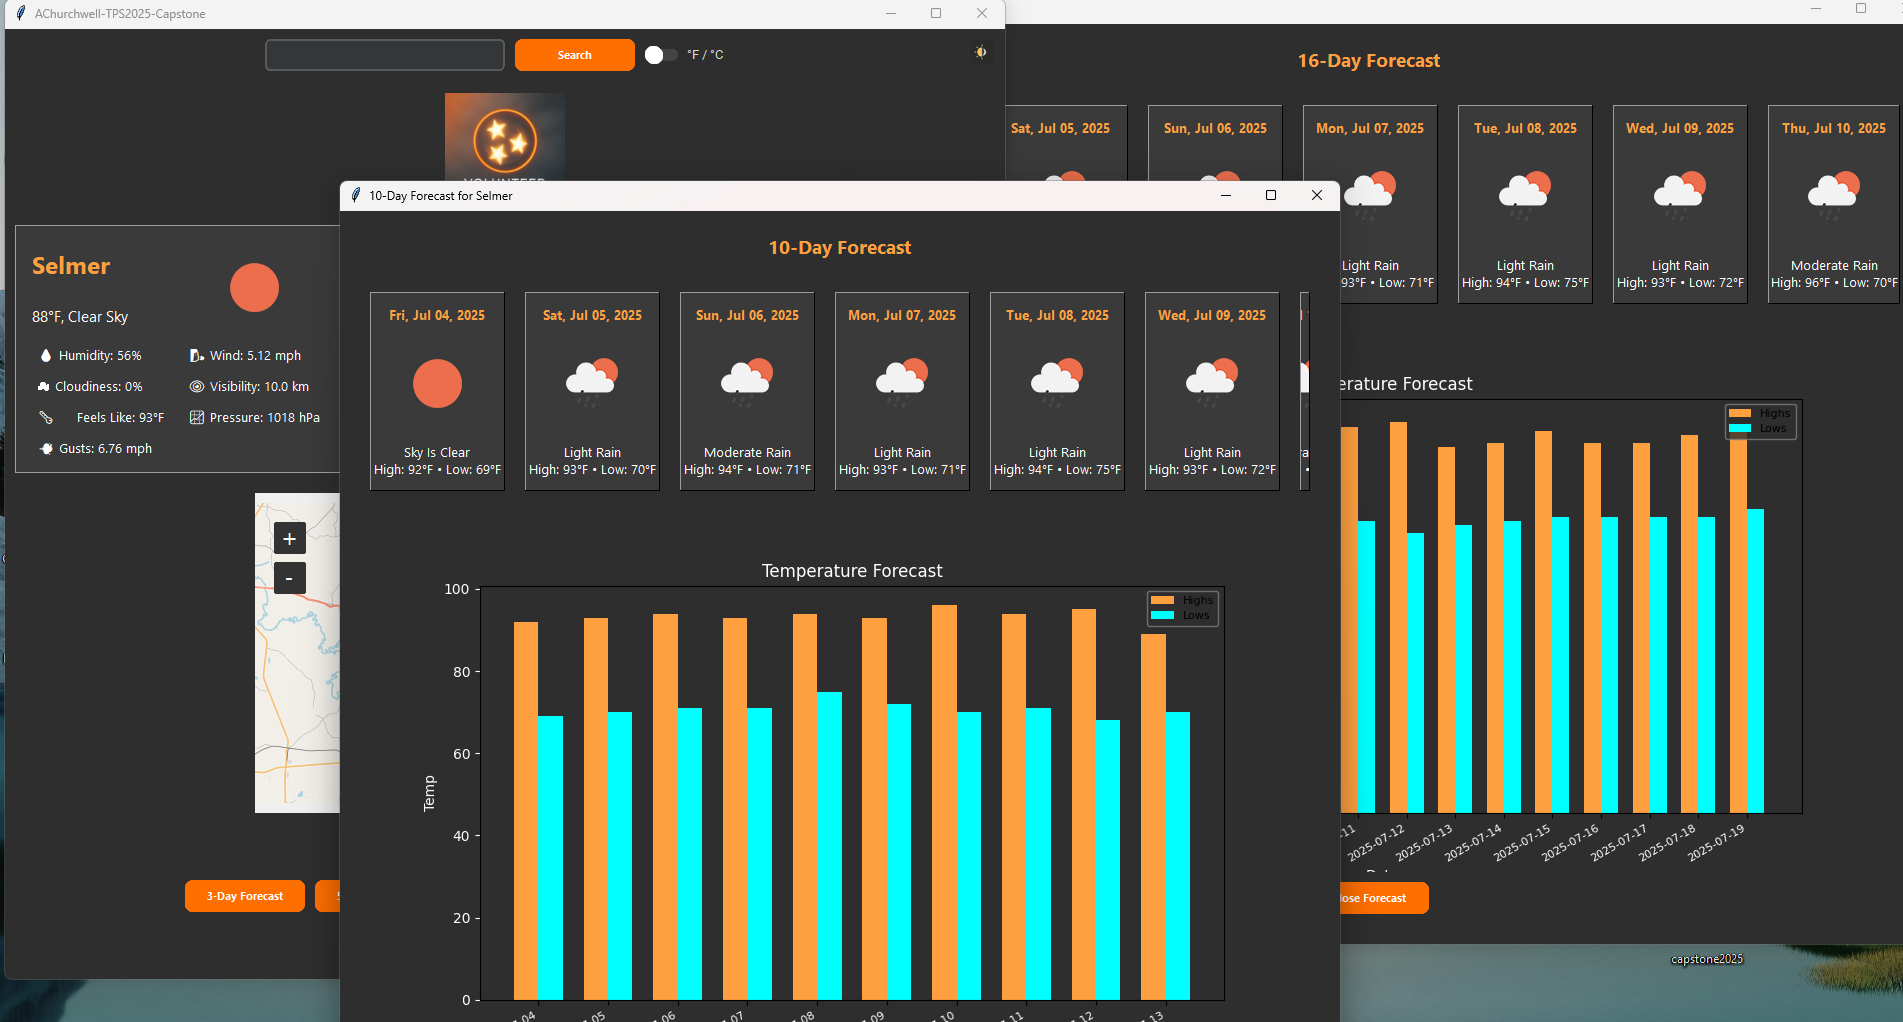 AChurchwell-TPS2025-Capstone
Search
°F / °C
Selmer
88°F, Clear Sky
Humidity: 56%
Wind: 5.12 mph
Cloudiness: 0%
Visibility: 10.0 km
Feels Like: 93°F
Pressure: 1018 hPa
Gusts: 6.76 mph
+
-
3-Day Forecast
16-Day Forecast
Sat, Jul 05, 2025
Sun, Jul 06, 2025
Mon, Jul 07, 2025
Tue, Jul 08, 2025
Wed, Jul 09, 2025
Thu, Jul 10, 2025
Light Rain
93°F • Low: 71°F
Light Rain
High: 94°F • Low: 75°F
Light Rain
High: 93°F • Low: 72°F
Moderate Rain
High: 96°F • Low: 70°F
erature Forecast
Highs
Lows
-11
2025-07-12
2025-07-13
2025-07-14
2025-07-15
2025-07-16
2025-07-17
2025-07-18
2025-07-19
lose Forecast
capstone2025
10-Day Forecast for Selmer
10-Day Forecast
Fri, Jul 04, 2025
Sky Is Clear
High: 92°F • Low: 69°F
Sat, Jul 05, 2025
Light Rain
High: 93°F • Low: 70°F
Sun, Jul 06, 2025
Moderate Rain
High: 94°F • Low: 71°F
Mon, Jul 07, 2025
Light Rain
High: 93°F • Low: 71°F
Tue, Jul 08, 2025
Light Rain
High: 94°F • Low: 75°F
Wed, Jul 09, 2025
Light Rain
High: 93°F • Low: 72°F
Temperature Forecast
Highs
Lows
Temp
100
80
60
40
20
0
04
05
06
07
08
09
10
11
12
13